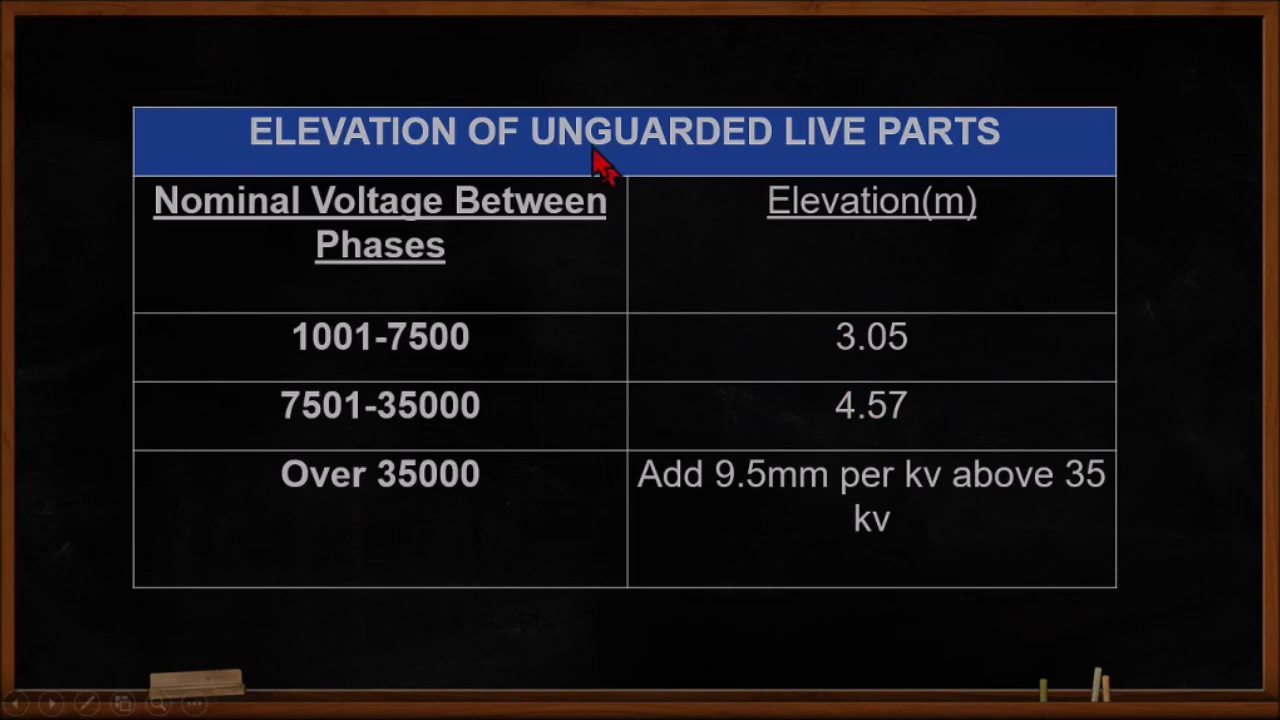 ELEVATION OF UNGUARDED LIVE PARTS
Nominal Voltage Between
Phases
Elevation(m)
1001-7500
3.05
7501-35000
4.57
Over 35000
Add 9.5mm per kv above 35
kv